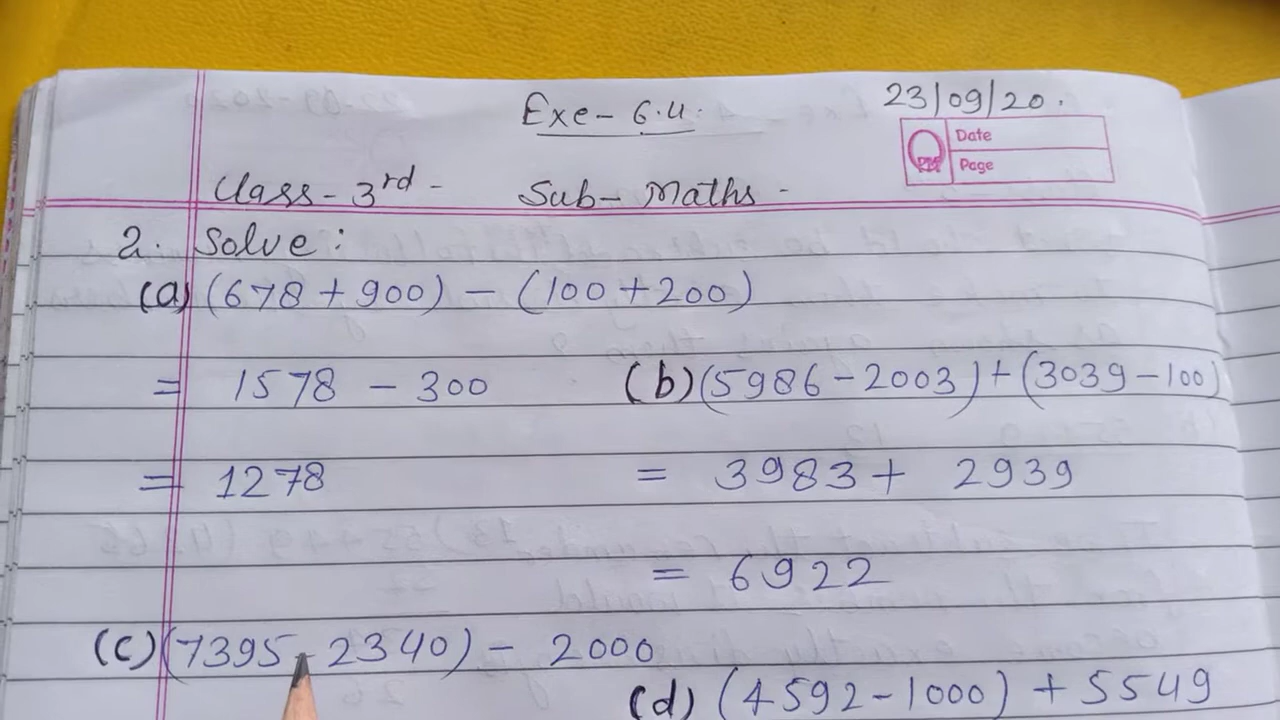 Exe - 6.4.
23/09/20.
Date
Page
Class - 3rd - Sub - Maths -
2. Solve :
(a) (678 + 900) - (100 + 200)
= 1578 - 300
= 1278
(b) (5986 - 2003) + (3039 - 100)
= 3983 + 2939
= 6922
(c) (7395 - 2340) - 2000
(d) (4592 - 1000) + 5549